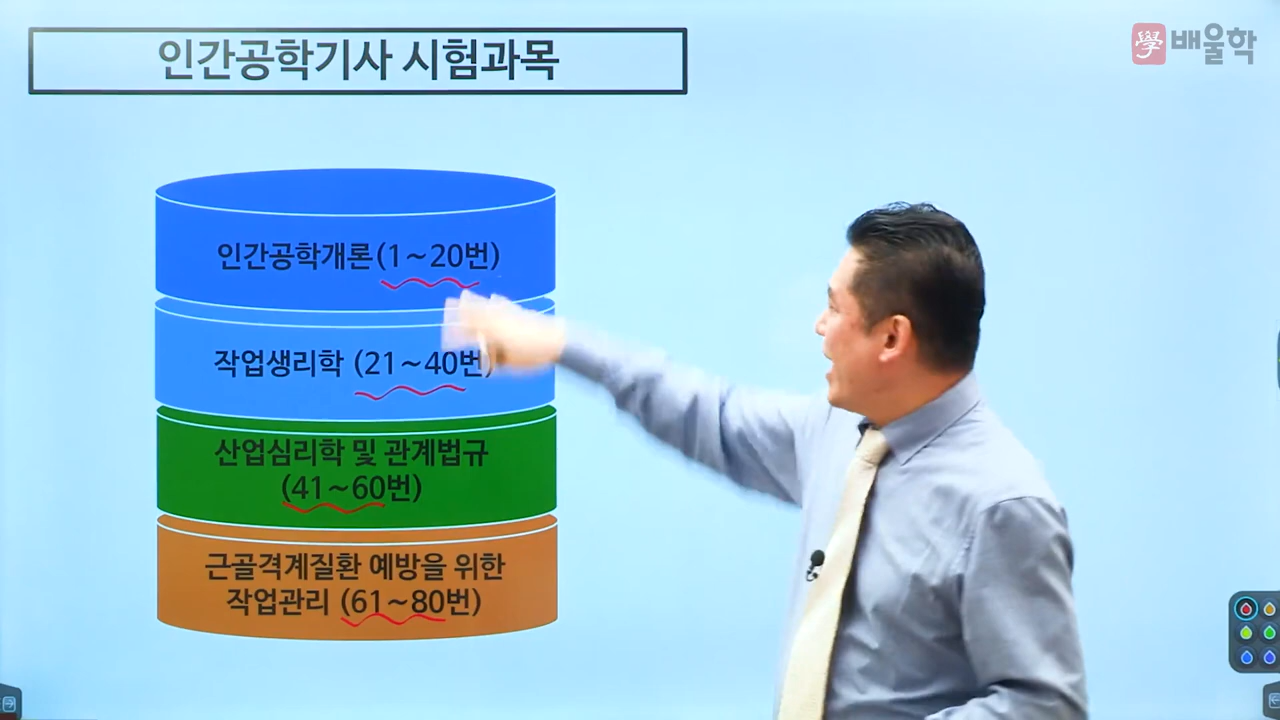 인간공학기사 시험과목
學 배울학
인간공학개론(1~20번)
작업생리학 (21~40번)
산업심리학 및 관계법규
(41~60번)
근골격계질환 예방을 위한
작업관리 (61~80번)